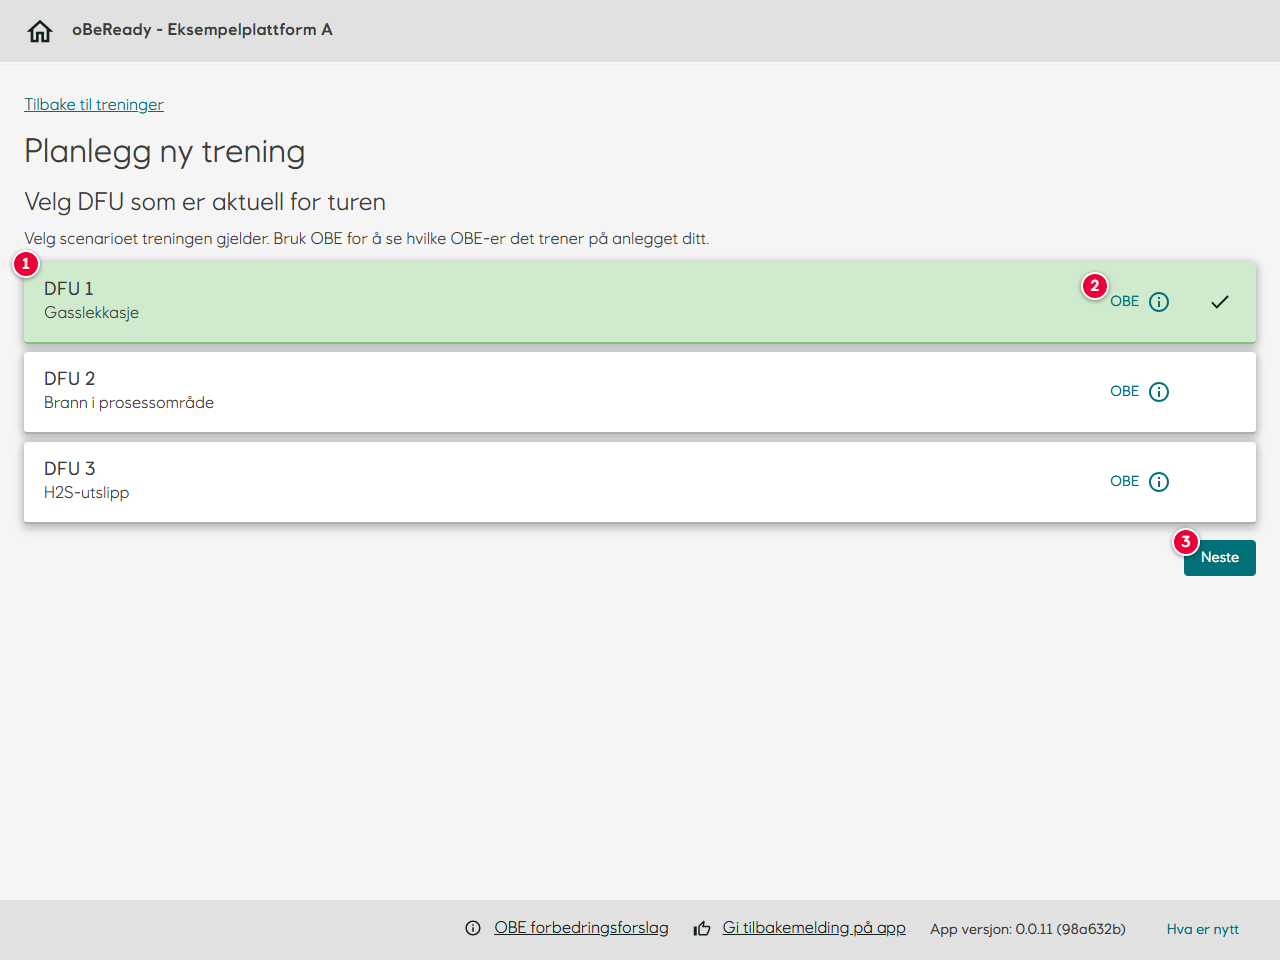 oBeReady - Eksempelplattform A
Tilbake til treninger
Planlegg ny trening
Velg DFU som er aktuell for turen
Velg scenarioet treningen gjelder. Bruk OBE for å se hvilke OBE-er det trener på anlegget ditt.
1
DFU 1
Gasslekkasje
2
OBE
DFU 2
Brann i prosessområde
OBE
DFU 3
H2S-utslipp
OBE
3
Neste
OBE forbedringsforslag Gi tilbakemelding på app App versjon: 0.0.11 (98a632b) Hva er nytt